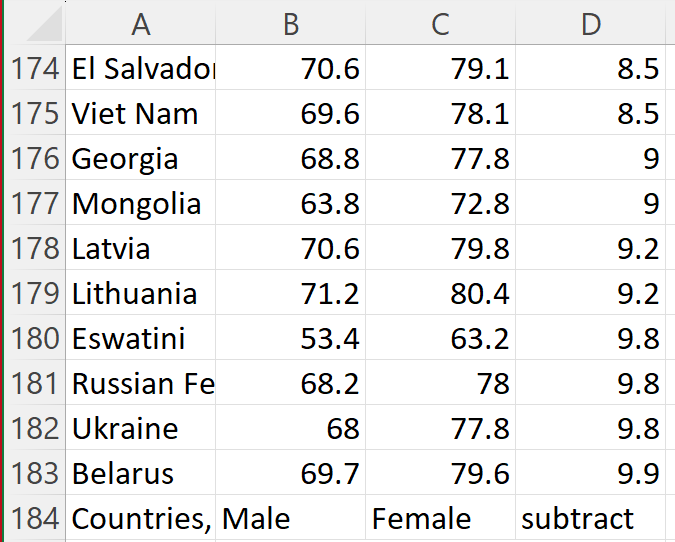 A B C D
174 El Salvador 70.6 79.1 8.5
175 Viet Nam 69.6 78.1 8.5
176 Georgia 68.8 77.8 9
177 Mongolia 63.8 72.8 9
178 Latvia 70.6 79.8 9.2
179 Lithuania 71.2 80.4 9.2
180 Eswatini 53.4 63.2 9.8
181 Russian Fe 68.2 78 9.8
182 Ukraine 68 77.8 9.8
183 Belarus 69.7 79.6 9.9
184 Countries, Male Female subtract